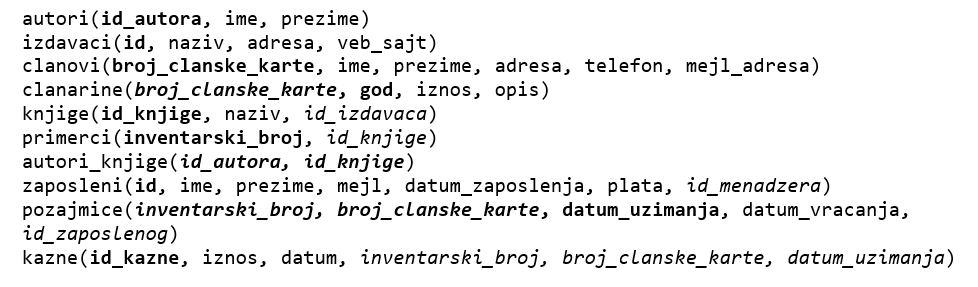 autori(id_autora, ime, prezime)
izdavaci(id, naziv, adresa, veb_sajt)
clanovi(broj_clanske_karte, ime, prezime, adresa, telefon, mejl_adresa)
clanarine(broj_clanske_karte, god, iznos, opis)
knjige(id_knjige, naziv, id_izdavaca)
primerci(inventarski_broj, id_knjige)
autori_knjige(id_autora, id_knjige)
zaposleni(id, ime, prezime, mejl, datum_zaposlenja, plata, id_menadzera)
pozajmice(inventarski_broj, broj_clanske_karte, datum_uzimanja, datum_vracanja,
id_zaposlenog)
kazne(id_kazne, iznos, datum, inventarski_broj, broj_clanske_karte, datum_uzimanja)